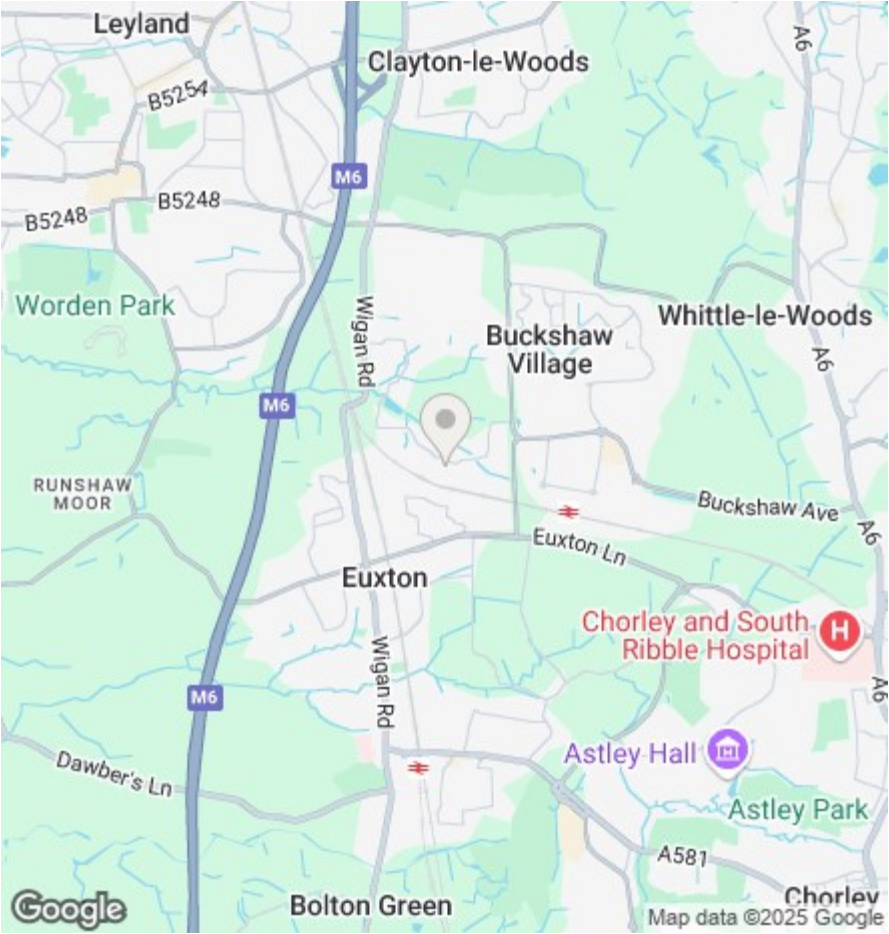 Leyland
A6
Clayton-le-Woods
B5254
M6
B5248
B5248
Worden Park
Wigan Rd
Whittle-le-Woods
Buckshaw
Village
A6
M6
RUNSHAW
MOOR
Buckshaw Ave
A6
Euxton Ln
Euxton
Chorley and South
Ribble Hospital
H
Wigan Rd
M6
A6
Astley Hall
Dawber's Ln
Astley Park
A581
Chorley
Bolton Green
Google
Map data ©2025 Google